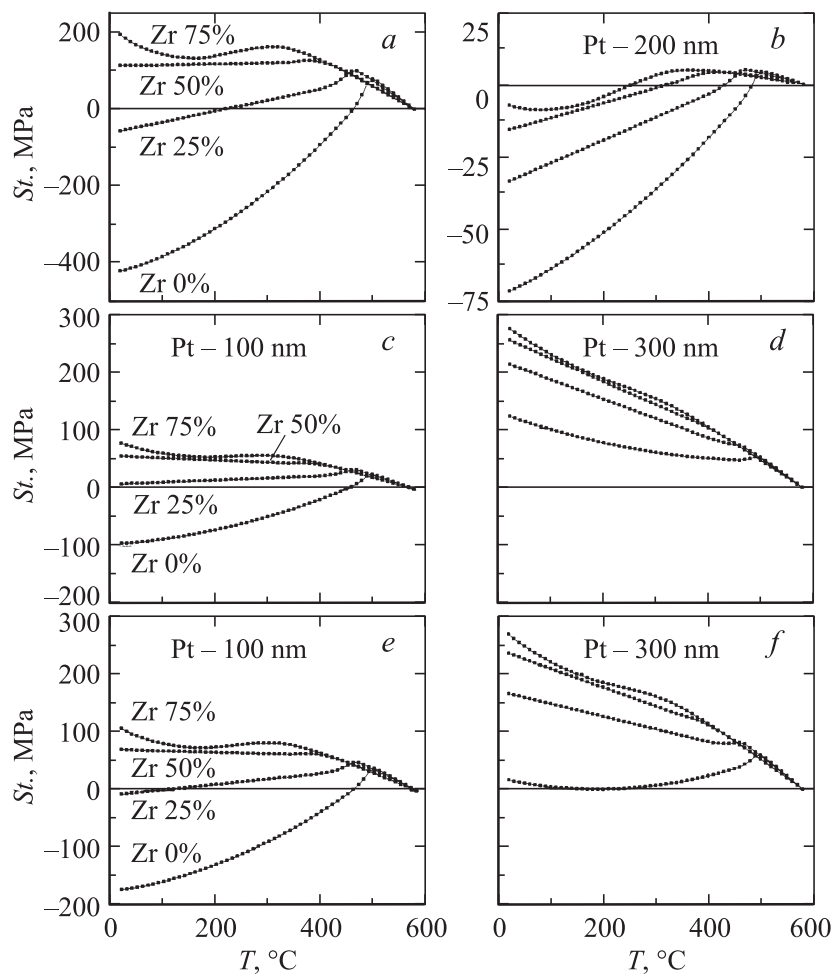 200
100
0
–200
–400
St., MPa
Zr 75%
a
Zr 50%
Zr 25%
Zr 0%
25
0
–25
–50
–75
Pt – 200 nm
b
300
200
100
0
–100
–200
St., MPa
Pt – 100 nm
c
Zr 75%
Zr 50%
Zr 25%
Zr 0%
Pt – 300 nm
d
300
200
100
0
–100
–200
St., MPa
Pt – 100 nm
e
Zr 75%
Zr 50%
Zr 25%
Zr 0%
0
200
400
600
T, °C
Pt – 300 nm
f
0
200
400
600
T, °C